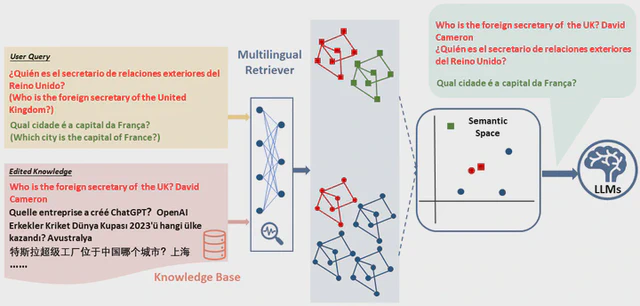 User Query
¿Quién es el secretario de relaciones exteriores del
Reino Unido?
(Who is the foreign secretary of the United
Kingdom?)
Qual cidade é a capital da França?
(Which city is the capital of France?)
Edited Knowledge
Who is the foreign secretary of the UK? David
Cameron
Quelle entreprise a créé ChatGPT? OpenAI
Erkekler Kriket Dünya Kupası 2023'ü hangi ülke
kazandı? Avustralya
特斯拉超级工厂位于中国哪个城市？上海
......
Knowledge Base
Multilingual
Retriever
Semantic
Space
Who is the foreign secretary of the UK? David
Cameron
¿Quién es el secretario de relaciones exteriores
del Reino Unido?
Qual cidade é a capital da França?
LLMs